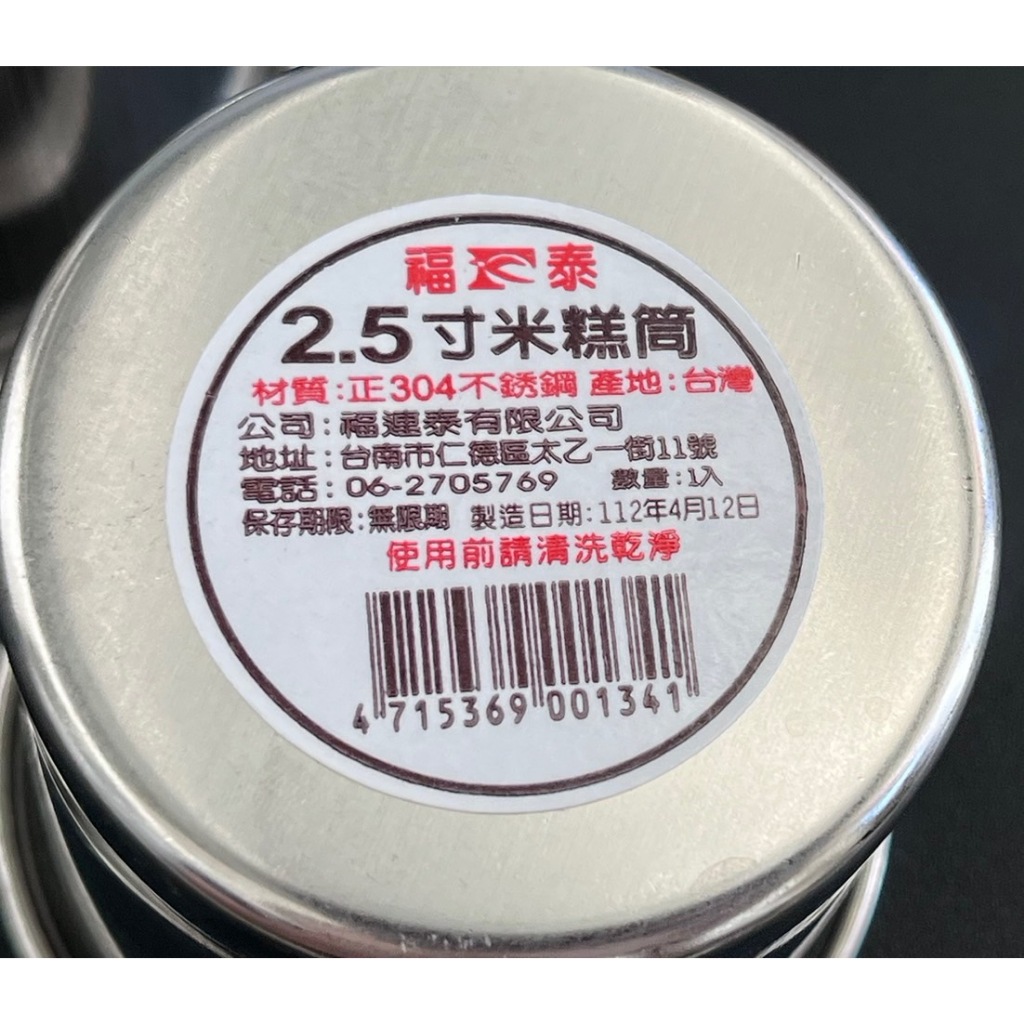 福 泰
2.5寸米糕筒
材質:正304不銹鋼 產地:台灣
公司:福連泰有限公司
地址:台南市仁德區太乙一街11號
電話:06-2705769 數量:1入
保存期限:無限期 製造日期:112年4月12日
使用前請清洗乾淨
4 715369 001341